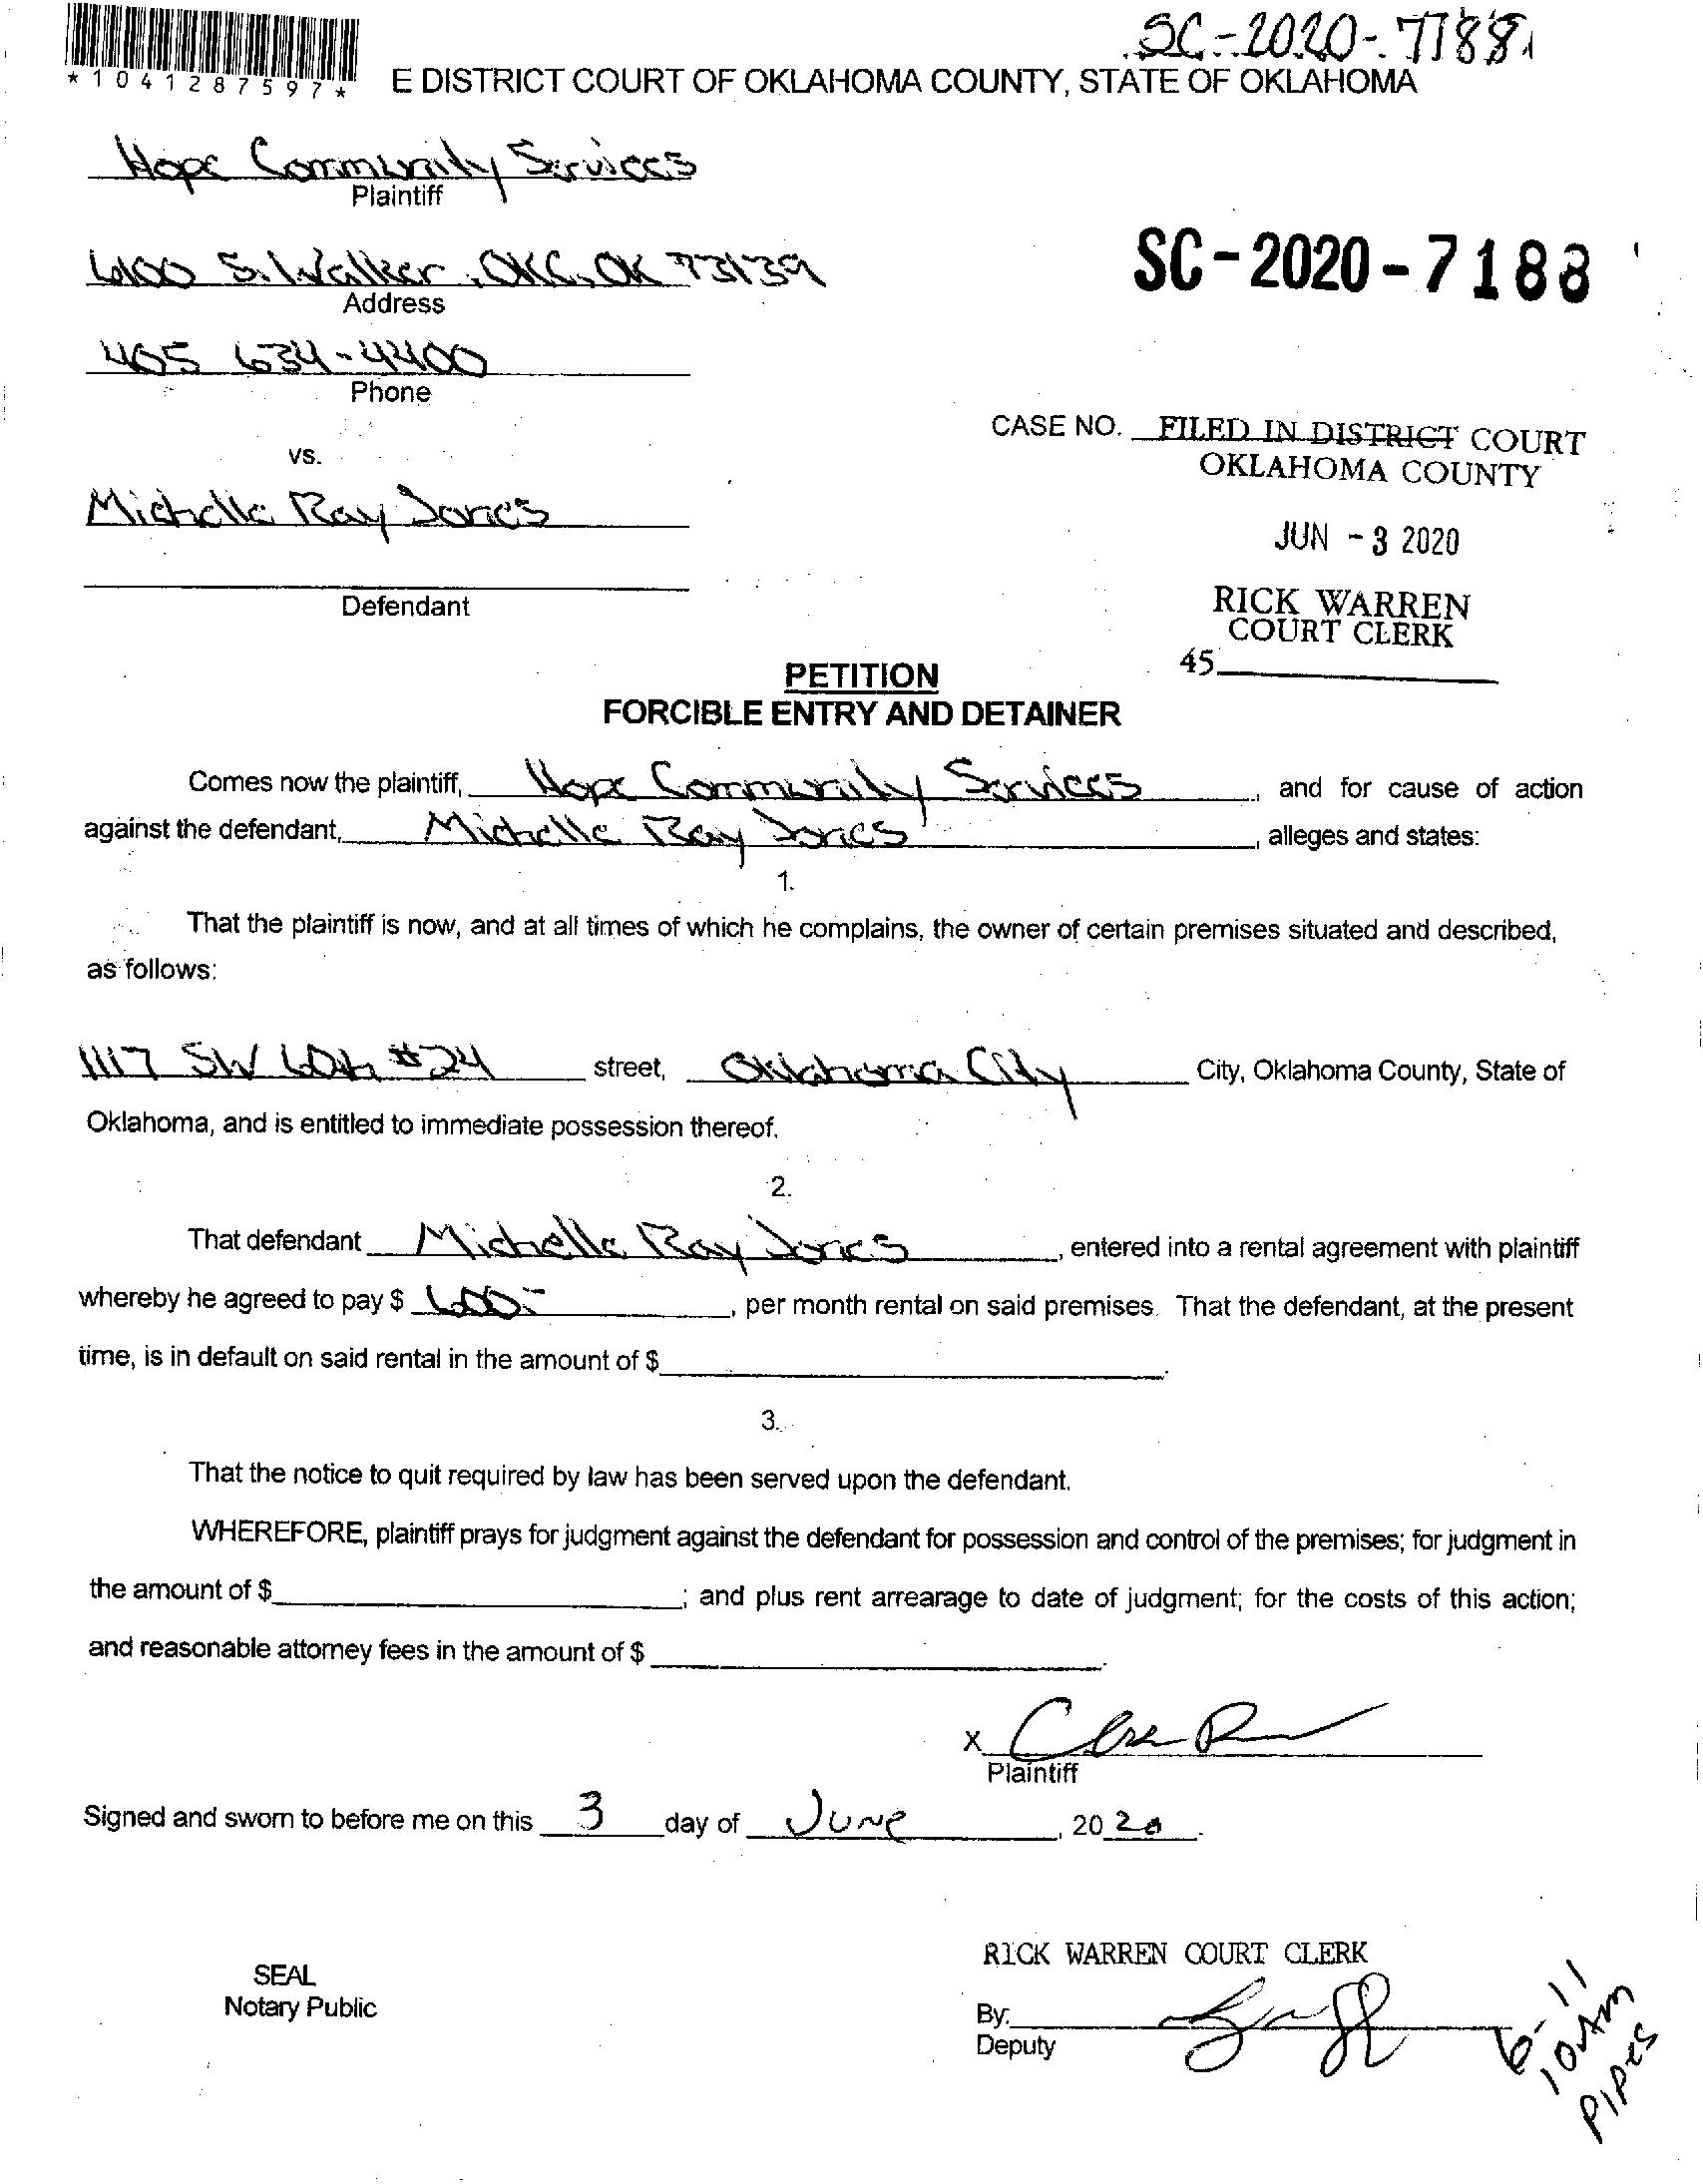 SC-2020-7188
*1041287597*
E DISTRICT COURT OF OKLAHOMA COUNTY, STATE OF OKLAHOMA
Hope Community Services
Plaintiff
6100 S. Walker, OKC, OK 73139
Address
SC-2020-7188
405 634-4400
Phone
CASE NO. FILED IN DISTRICT COURT
OKLAHOMA COUNTY
vs.
Michelle Ray Jones
JUN -3 2020
Defendant
RICK WARREN
COURT CLERK
45
PETITION
FORCIBLE ENTRY AND DETAINER
Comes now the plaintiff, Hope Community Services, and for cause of action
against the defendant, Michelle Ray Jones, alleges and states:
1.
That the plaintiff is now, and at all times of which he complains, the owner of certain premises situated and described,
as follows:
1117 SW 60th #24 street, Oklahoma City City, Oklahoma County, State of
Oklahoma, and is entitled to immediate possession thereof.
2.
That defendant Michelle Ray Jones, entered into a rental agreement with plaintiff
whereby he agreed to pay $ 600.-, per month rental on said premises. That the defendant, at the present
time, is in default on said rental in the amount of $ .
3.
That the notice to quit required by law has been served upon the defendant.
WHEREFORE, plaintiff prays for judgment against the defendant for possession and control of the premises; for judgment in
the amount of $ ; and plus rent arrearage to date of judgment; for the costs of this action;
and reasonable attorney fees in the amount of $ .
X
Plaintiff
Signed and sworn to before me on this 3 day of June, 2020.
RICK WARREN COURT CLERK
SEAL
Notary Public
By:
Deputy
6-11
10AM
PIPES